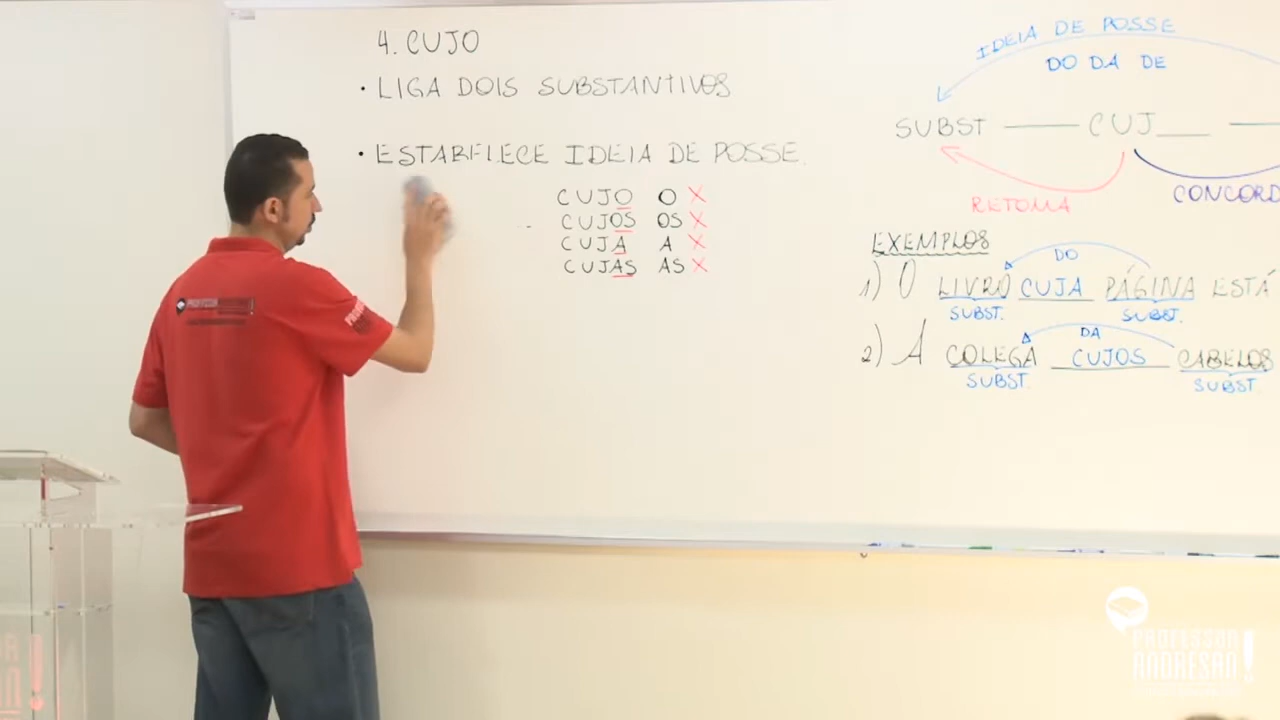 4. CUJO
• LIGA DOIS SUBSTANTIVOS
• ESTABELECE IDEIA DE POSSE.
CUJO O X
CUJOS OS X
CUJA A X
CUJAS AS X
IDEIA DE POSSE
DO DA DE
SUBST CUJ___
RETOMA CONCORD
EXEMPLOS
DO
1) O LIVRO CUJA PÁGINA ESTÁ
SUBST. SUBST.
DA
2) A COLEGA CUJOS CABELOS
SUBST. SUBST.
PROFESSOR
PROFESSOR
ANDRESAN!